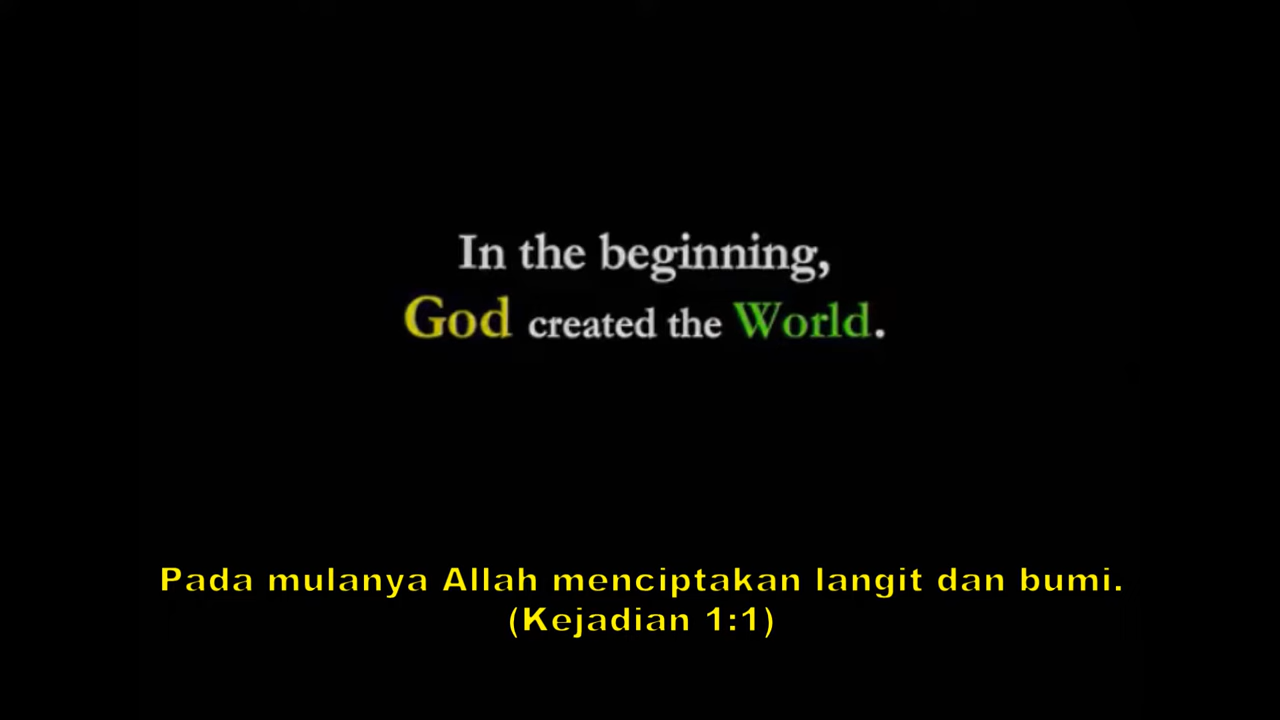 In the beginning,
God created the World.
Pada mulanya Allah menciptakan langit dan bumi.
(Kejadian 1:1)